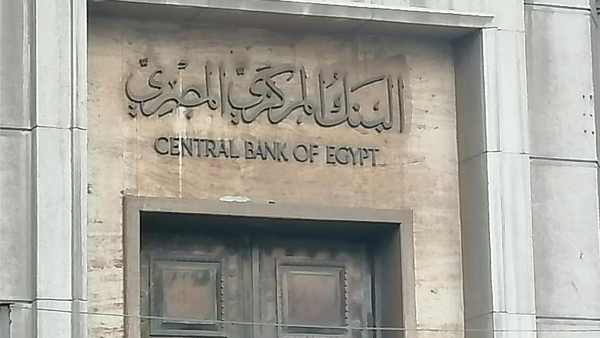 البنك المركزي المصري
CENTRAL BANK OF EGYPT